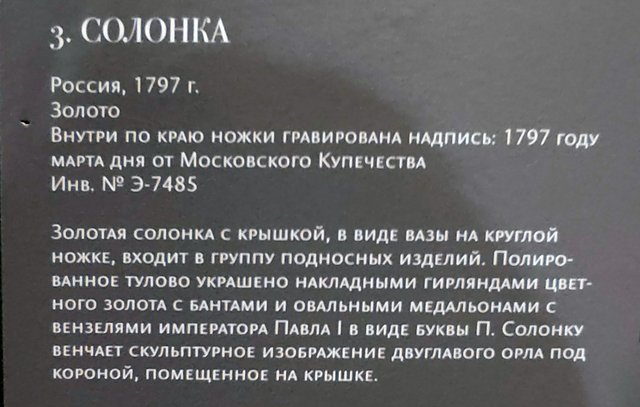 3. СОЛОНКА
Россия, 1797 г.
Золото
Внутри по краю ножки гравирована надпись: 1797 году
марта дня от Московского Купечества
Инв. № Э-7485
Золотая солонка с крышкой, в виде вазы на круглой
ножке, входит в группу подносных изделий. Полиро-
ванное тулово украшено накладными гирляндами цвет-
ного золота с бантами и овальными медальонами с
вензелями императора Павла I в виде буквы П. Солонку
венчает скульптурное изображение двуглавого орла под
короной, помещенное на крышке.